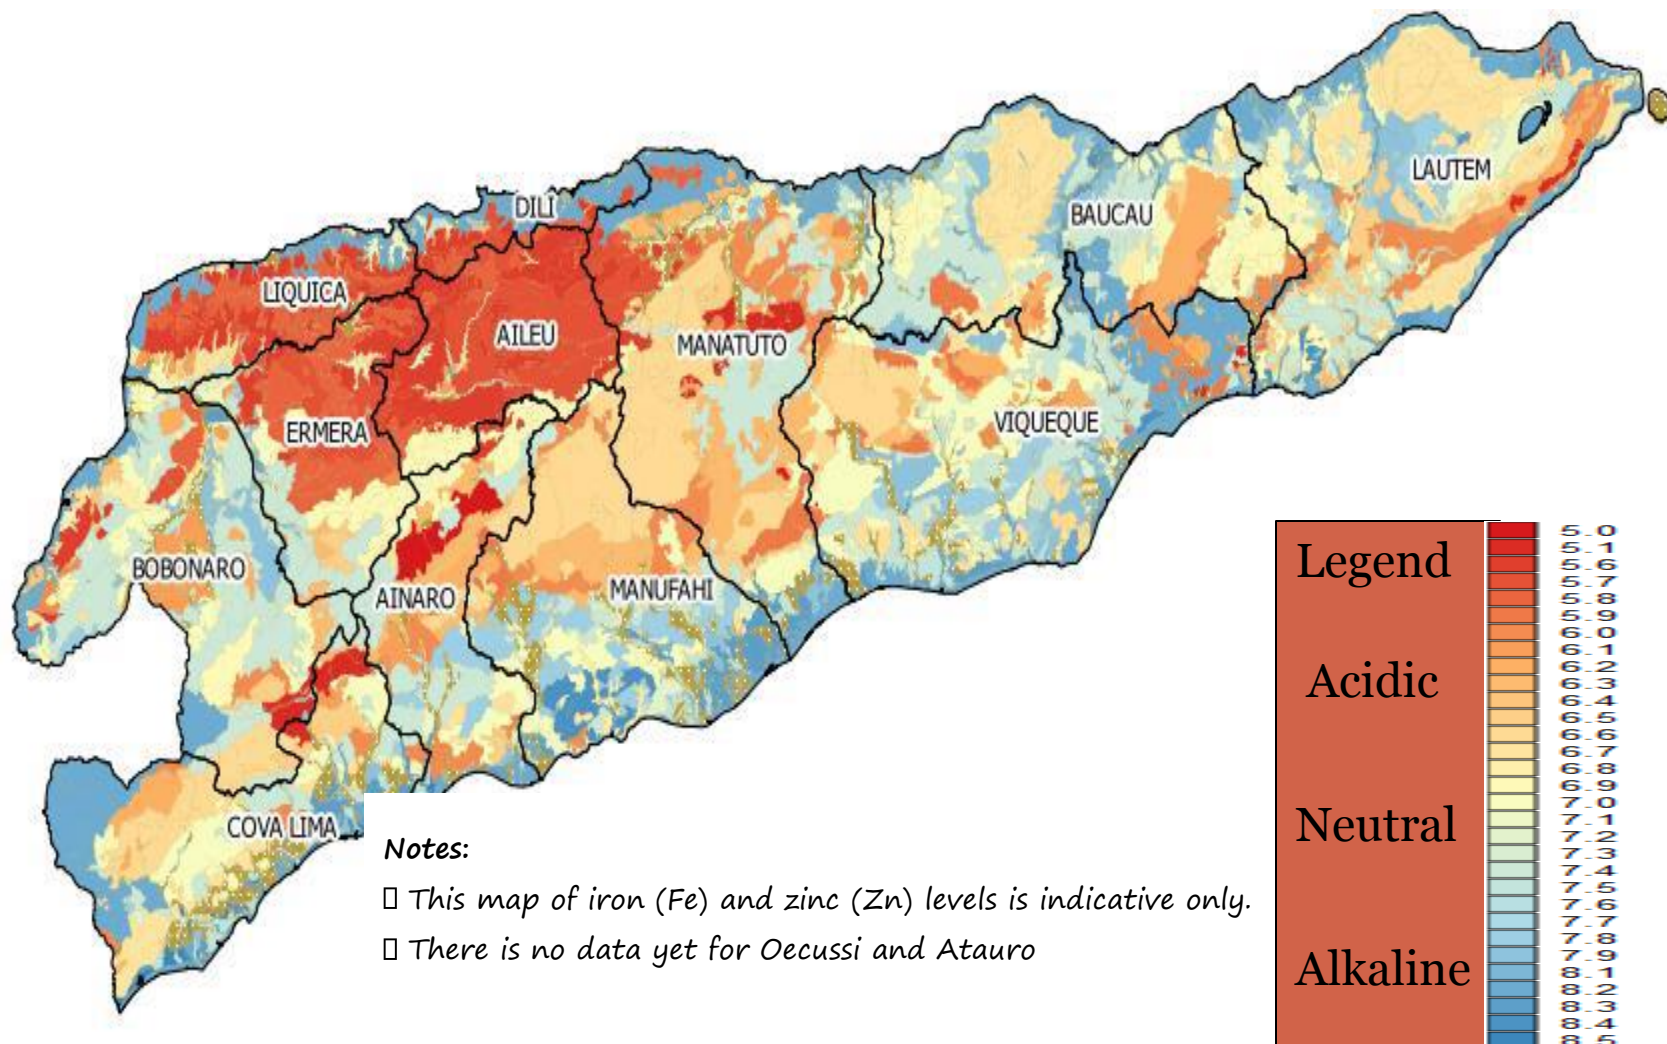 LAUTEM
DILI
BAUCAU
LIQUICA
AILEU
MANATUTO
ERMERA
VIQUEQUE
BOBONARO
AINARO
MANUFAHI
COVA LIMA
Notes:
▯ This map of iron (Fe) and zinc (Zn) levels is indicative only.
▯ There is no data yet for Oecussi and Atauro
Legend
Acidic
Neutral
Alkaline
5.0
5.1
5.6
5.7
5.8
5.9
6.0
6.1
6.2
6.3
6.4
6.5
6.6
6.7
6.8
6.9
7.0
7.1
7.2
7.3
7.4
7.5
7.6
7.7
7.8
7.9
8.1
8.2
8.3
8.4
8.5